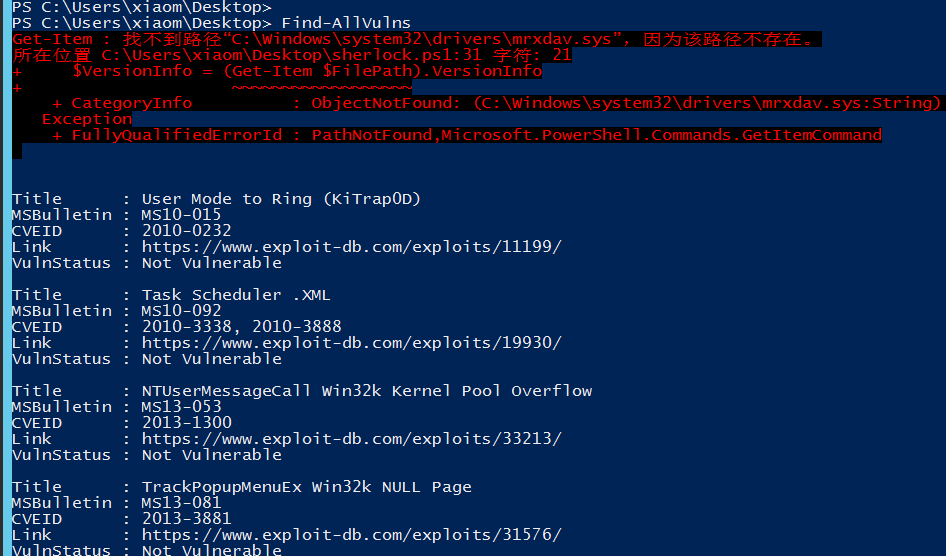 PS C:\Users\xiaom\Desktop>
PS C:\Users\xiaom\Desktop> Find-AllVulns
Get-Item : 找不到路径“C:\Windows\system32\drivers\mrxdav.sys”，因为该路径不存在。
所在位置 C:\Users\xiaom\Desktop\sherlock.ps1:31 字符: 21
+     $VersionInfo = (Get-Item $FilePath).VersionInfo
+                     ~~~~~~~~~~~~~~~~~~
    + CategoryInfo          : ObjectNotFound: (C:\Windows\system32\drivers\mrxdav.sys:String)
   Exception
    + FullyQualifiedErrorId : PathNotFound,Microsoft.PowerShell.Commands.GetItemCommand
Title      : User Mode to Ring (KiTrap0D)
MSBulletin : MS10-015
CVEID      : 2010-0232
Link       : https://www.exploit-db.com/exploits/11199/
VulnStatus : Not Vulnerable
Title      : Task Scheduler .XML
MSBulletin : MS10-092
CVEID      : 2010-3338, 2010-3888
Link       : https://www.exploit-db.com/exploits/19930/
VulnStatus : Not Vulnerable
Title      : NTUserMessageCall Win32k Kernel Pool Overflow
MSBulletin : MS13-053
CVEID      : 2013-1300
Link       : https://www.exploit-db.com/exploits/33213/
VulnStatus : Not Vulnerable
Title      : TrackPopupMenuEx Win32k NULL Page
MSBulletin : MS13-081
CVEID      : 2013-3881
Link       : https://www.exploit-db.com/exploits/31576/
VulnStatus : Not Vulnerable